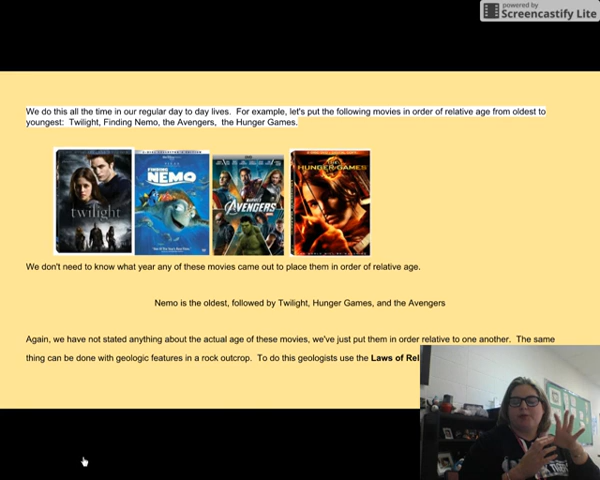 powered by
Screencastify Lite
We do this all the time in our regular day to day lives. For example, let's put the following movies in order of relative age from oldest to
youngest: Twilight, Finding Nemo, the Avengers, the Hunger Games.
twilight
FINDING
NEMO
AVENGERS
THE
HUNGER GAMES
We don't need to know what year any of these movies came out to place them in order of relative age.
Nemo is the oldest, followed by Twilight, Hunger Games, and the Avengers
Again, we have not stated anything about the actual age of these movies, we've just put them in order relative to one another. The same
thing can be done with geologic features in a rock outcrop. To do this geologists use the Laws of Rel